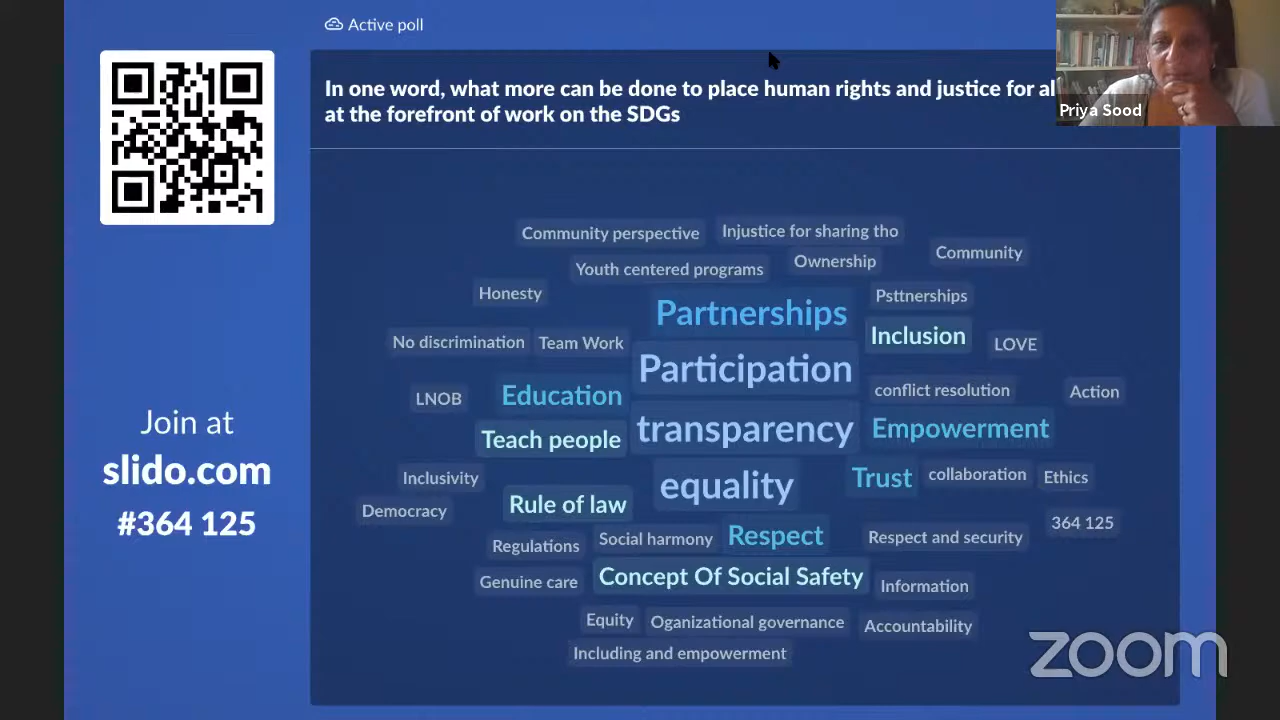 Active poll
In one word, what more can be done to place human rights and justice for al
at the forefront of work on the SDGs
Priya Sood
Join at
slido.com
#364 125
Community perspective
Injustice for sharing tho
Community
Youth centered programs
Ownership
Honesty
Partnerships
Psttnerships
Inclusion
No discrimination
Team Work
LOVE
Participation
LNOB
Education
conflict resolution
Action
Teach people
transparency
Empowerment
Inclusivity
equality
Trust
collaboration
Ethics
Democracy
Rule of law
364 125
Regulations
Social harmony
Respect
Respect and security
Genuine care
Concept Of Social Safety
Information
Equity
Oganizational governance
Accountability
Including and empowerment
zoom